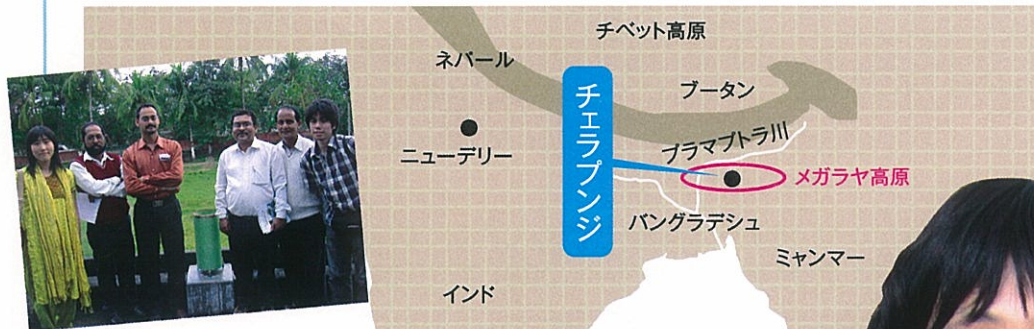 チベット高原
ネパール
ブータン
チェラプンジ
ニューデリー
ブラマプトラ川
メガラヤ高原
バングラデシュ
ミャンマー
インド